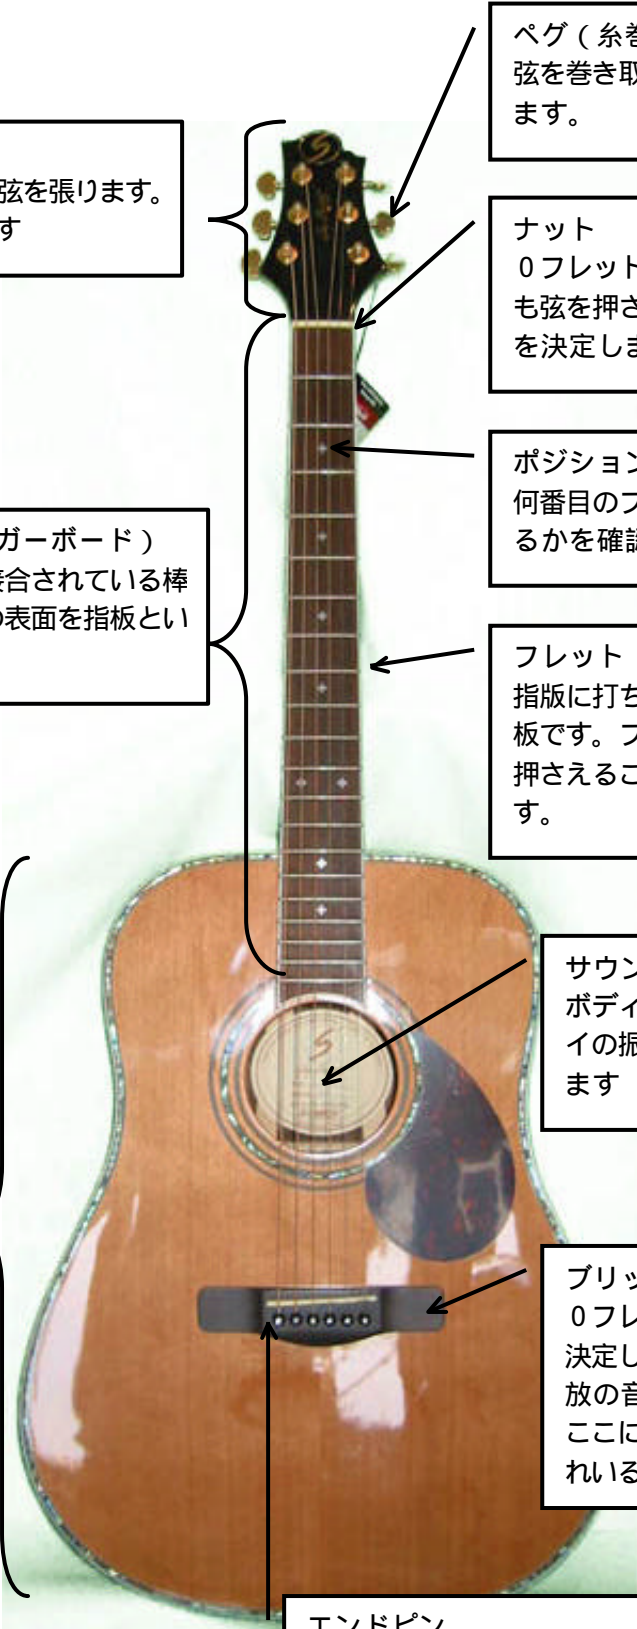 ペグ（糸巻
弦を巻き取
ます。
弦を張ります。
す
ナット
０フレット
も弦を押さ
を決定しま
ポジション
何番目のフ
るかを確認
ガーボード）
接合されている棒
の表面を指板とい
フレット
指版に打ち
板です。フ
押さえるこ
す。
サウン
ボディ
イの振
ます
ブリッ
０フレ
決定し
放の音
ここに
れいる
エンドピン